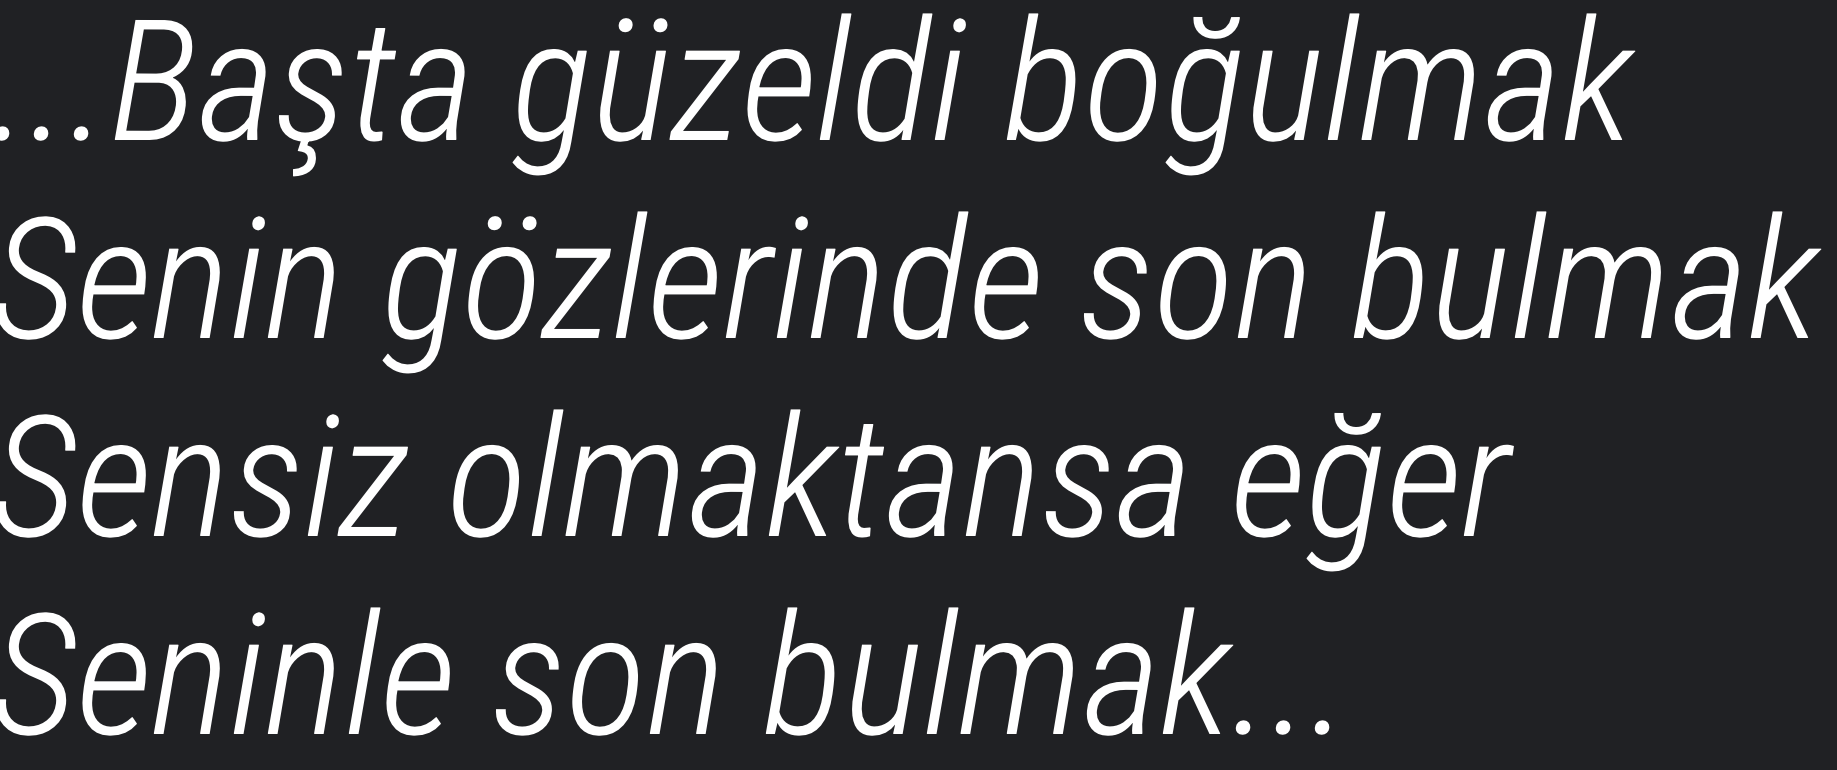 ...Başta güzeldi boğulmak
Senin gözlerinde son bulmak
Sensiz olmaktansa eğer
Seninle son bulmak...